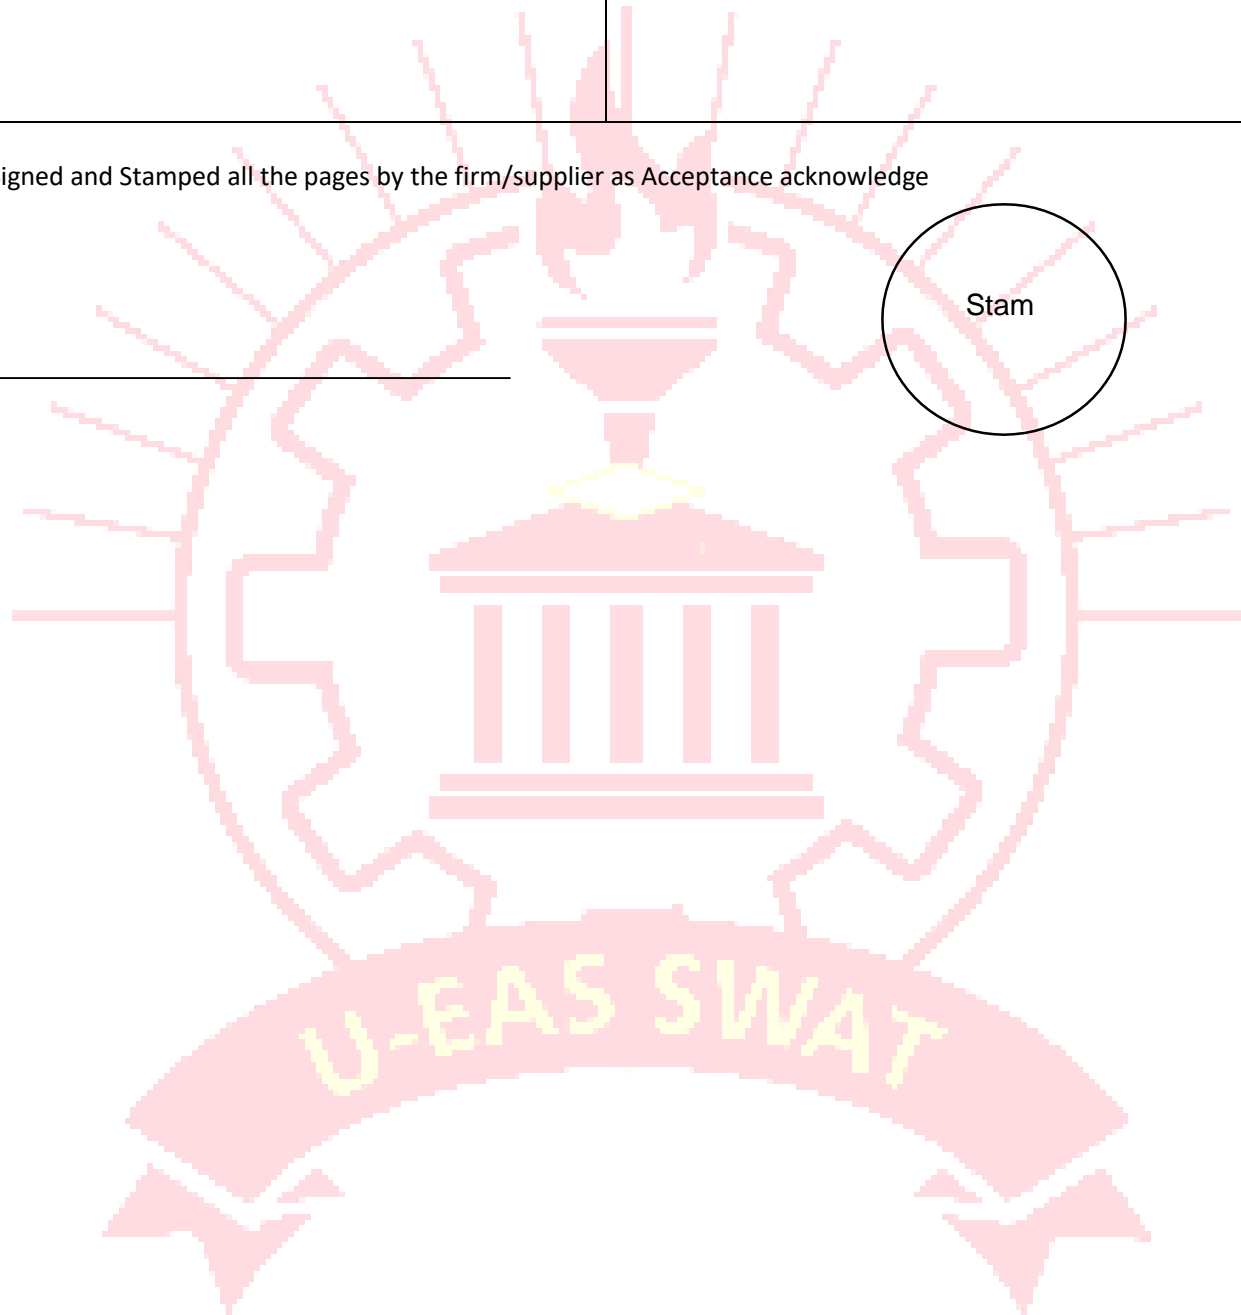 igned and Stamped all the pages by the firm/supplier as Acceptance acknowledge
Stam
U-EAS SWAT